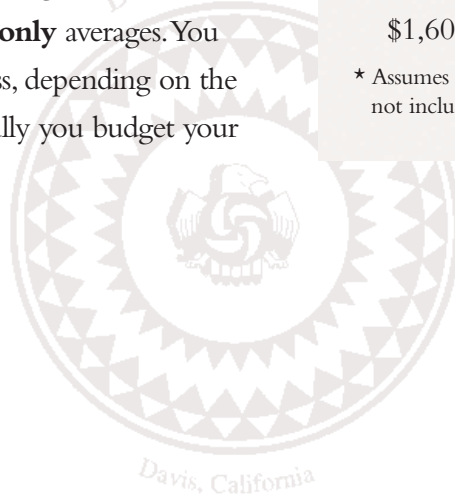 only averages. You
s, depending on the
lly you budget your
$1,60
* Assumes
not inclu
Davis, California